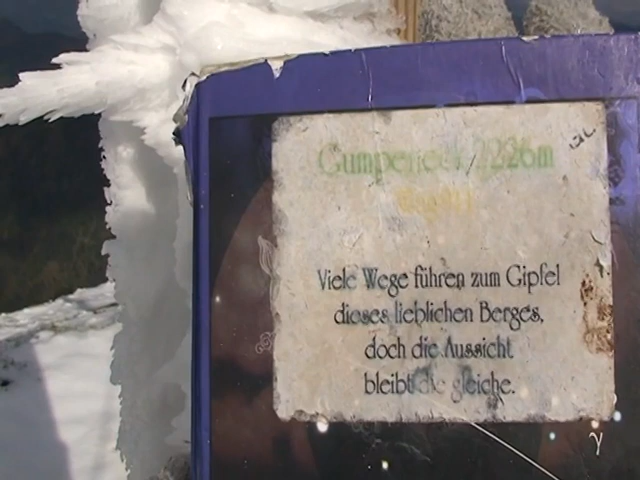 Gumpeneck 2226m
Viele Wege führen zum Gipfel
dieses lieblichen Berges,
doch die Aussicht
bleibt die gleiche.